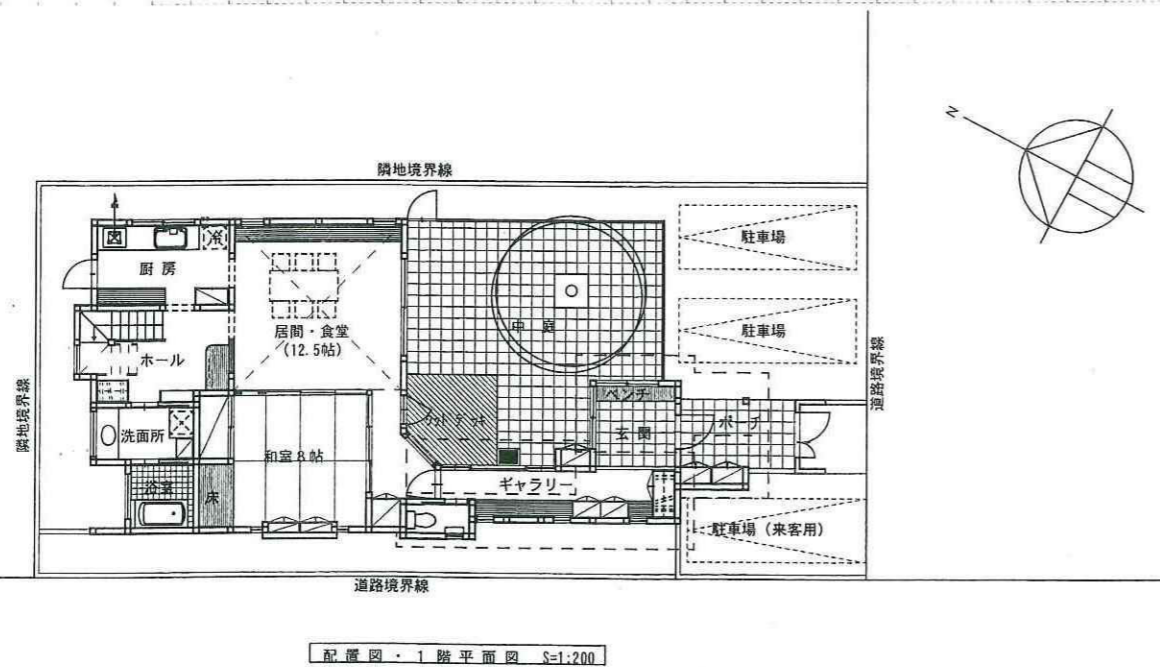 隣地境界線
N
冷
厨房
駐車場
居間・食堂
(12.5帖)
中庭
駐車場
ホール
隣地境界線
道路境界線
ベンチ
ウッドデッキ
玄関
ポーチ
洗面所
和室8帖
浴室
床
ギャラリー
駐車場(来客用)
道路境界線
配置図・1階平面図 S=1:200